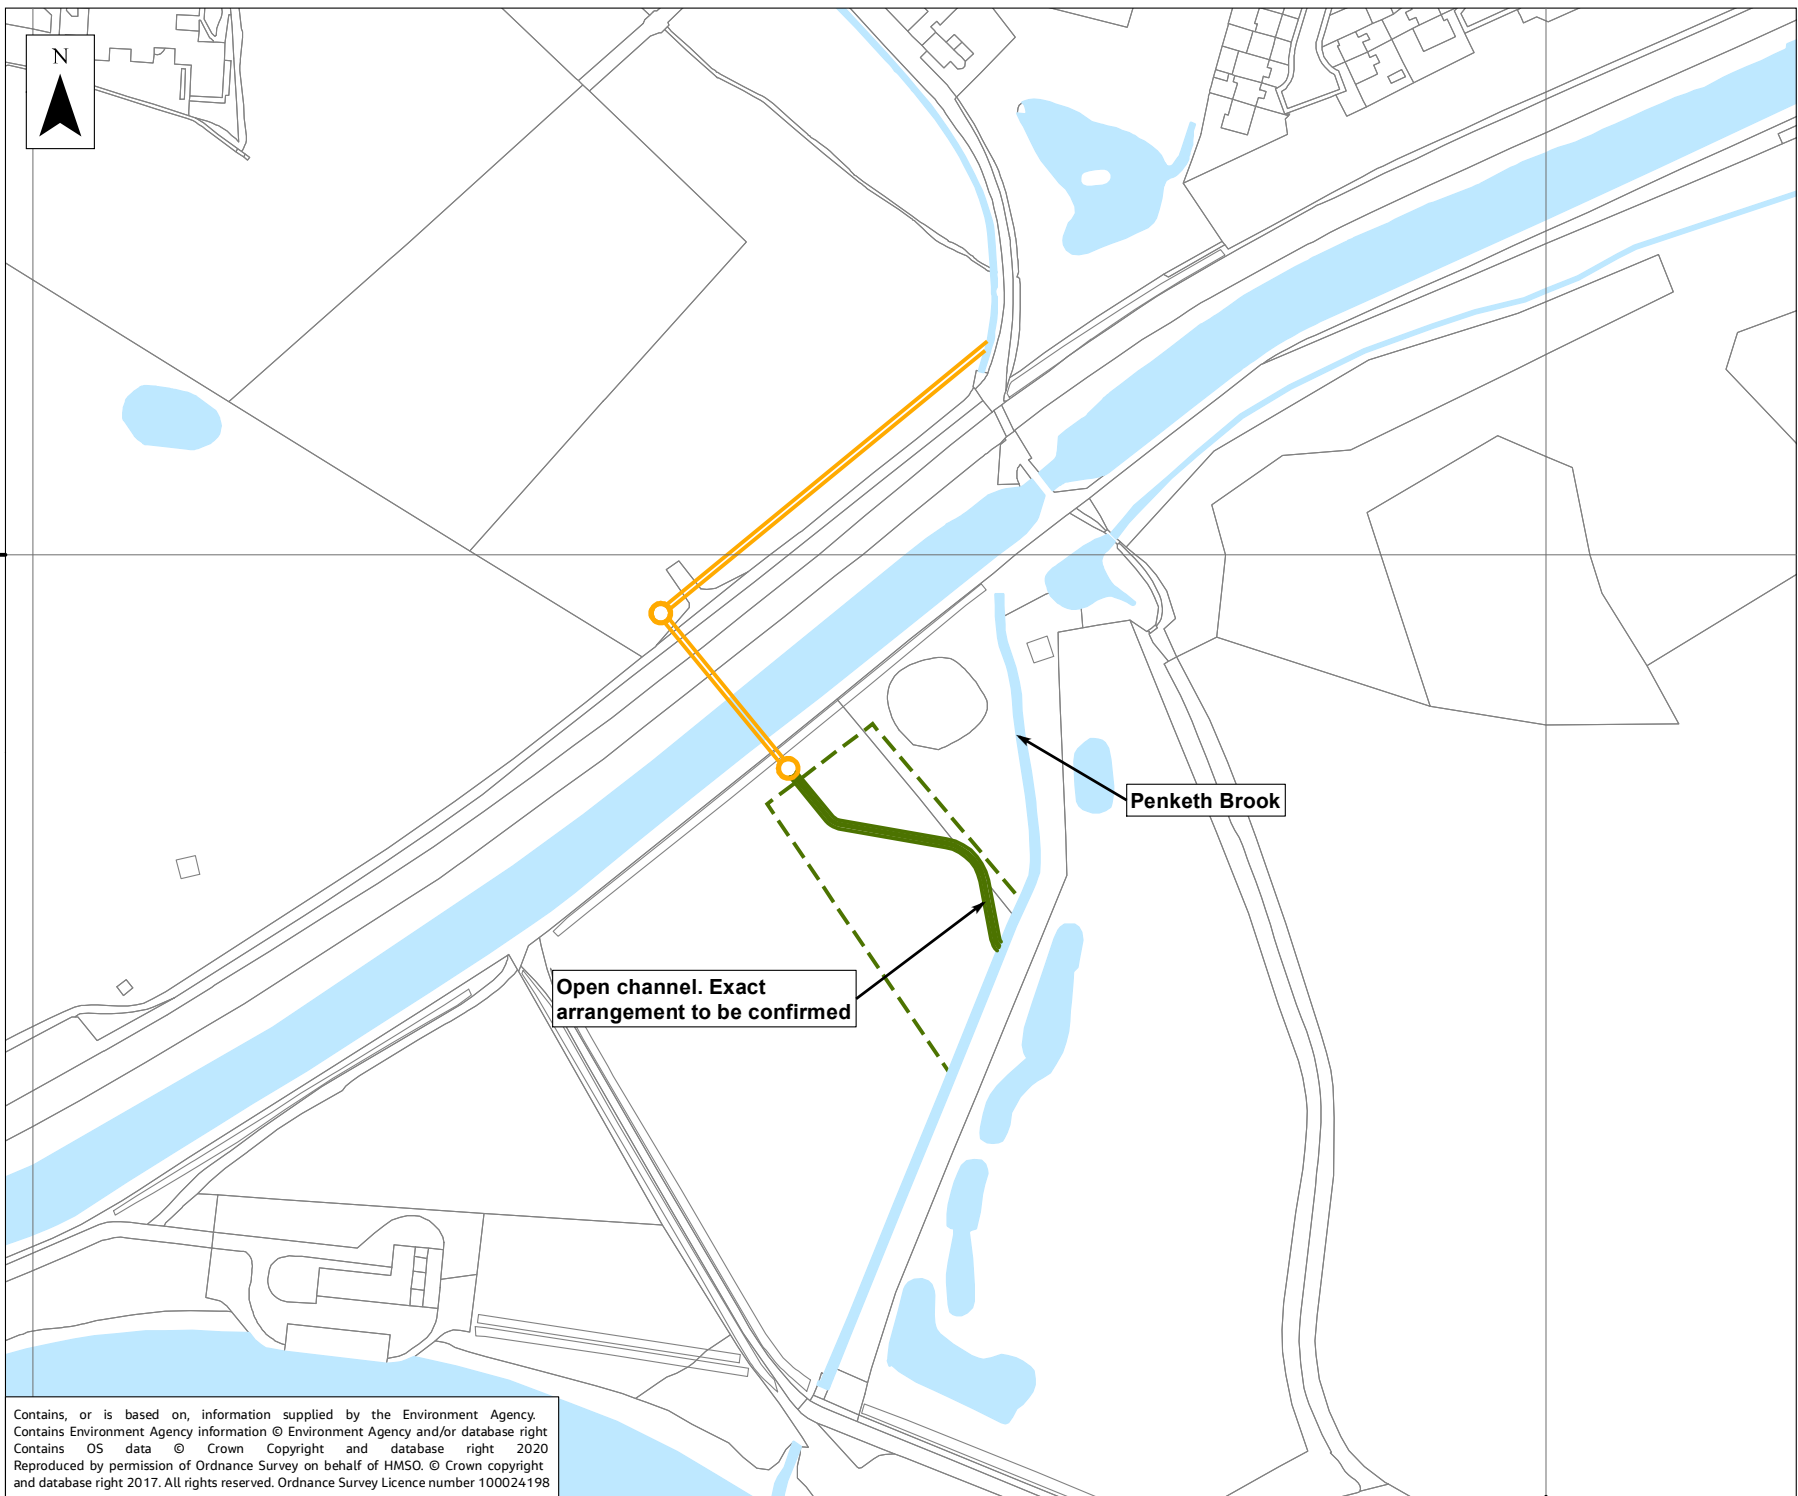 N
Penketh Brook
Open channel. Exact
arrangement to be confirmed
Contains, or is based on, information supplied by the Environment Agency.
Contains Environment Agency information © Environment Agency and/or database right
Contains OS data © Crown Copyright and database right 2020
Reproduced by permission of Ordnance Survey on behalf of HMSO. © Crown copyright
and database right 2017. All rights reserved. Ordnance Survey Licence number 100024198